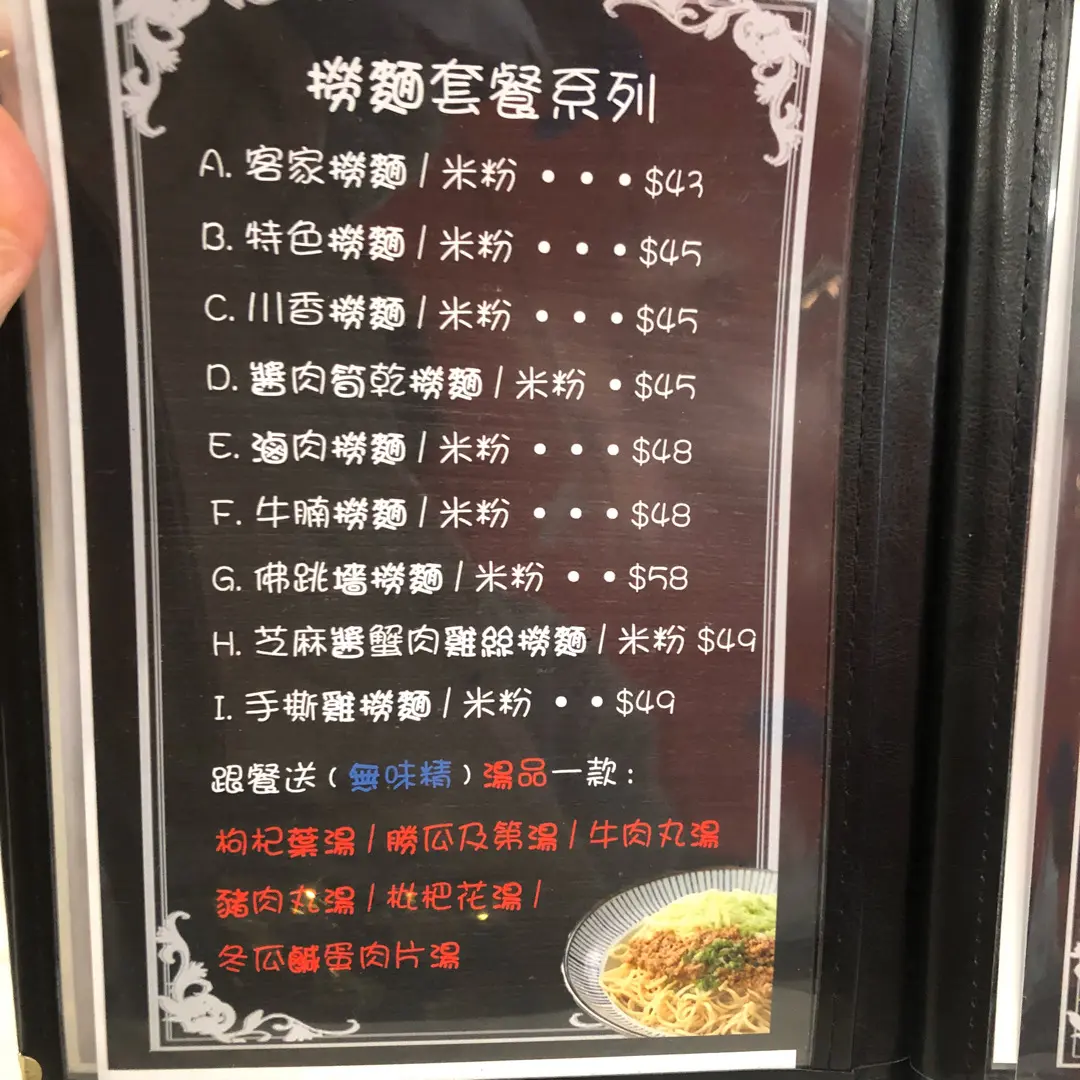 撈麵套餐系列
A. 客家撈麵 / 米粉 • • • $43
B. 特色撈麵 / 米粉 • • • $45
C. 川香撈麵 / 米粉 • • • $45
D. 醬肉筍乾撈麵 / 米粉 • $45
E. 滷肉撈麵 / 米粉 • • • $48
F. 牛腩撈麵 / 米粉 • • • $48
G. 佛跳墻撈麵 / 米粉 • • $58
H. 芝麻醬蟹肉雞絲撈麵 / 米粉 $49
I. 手撕雞撈麵 / 米粉 • • $49
跟餐送 ( 無味精 ) 湯品一款 :
枸杞葉湯 / 勝瓜及第湯 / 牛肉丸湯
豬肉丸湯 / 枇杷花湯 /
冬瓜鹹蛋肉片湯